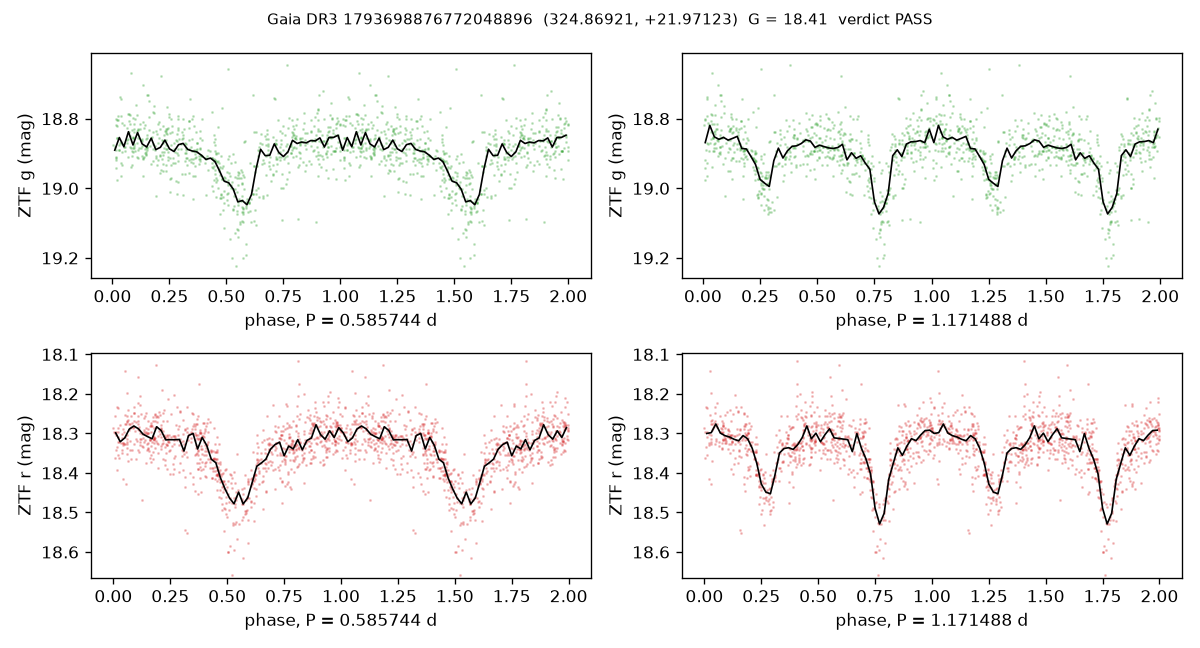 Gaia DR3 1793698876772048896 (324.86921, +21.97123) G = 18.41 verdict PASS
ZTF g (mag)
18.8
19.0
19.2
0.00 0.25 0.50 0.75 1.00 1.25 1.50 1.75 2.00
phase, P = 0.585744 d
ZTF g (mag)
18.8
19.0
19.2
0.00 0.25 0.50 0.75 1.00 1.25 1.50 1.75 2.00
phase, P = 1.171488 d
ZTF r (mag)
18.1
18.2
18.3
18.4
18.5
18.6
0.00 0.25 0.50 0.75 1.00 1.25 1.50 1.75 2.00
phase, P = 0.585744 d
ZTF r (mag)
18.1
18.2
18.3
18.4
18.5
18.6
0.00 0.25 0.50 0.75 1.00 1.25 1.50 1.75 2.00
phase, P = 1.171488 d